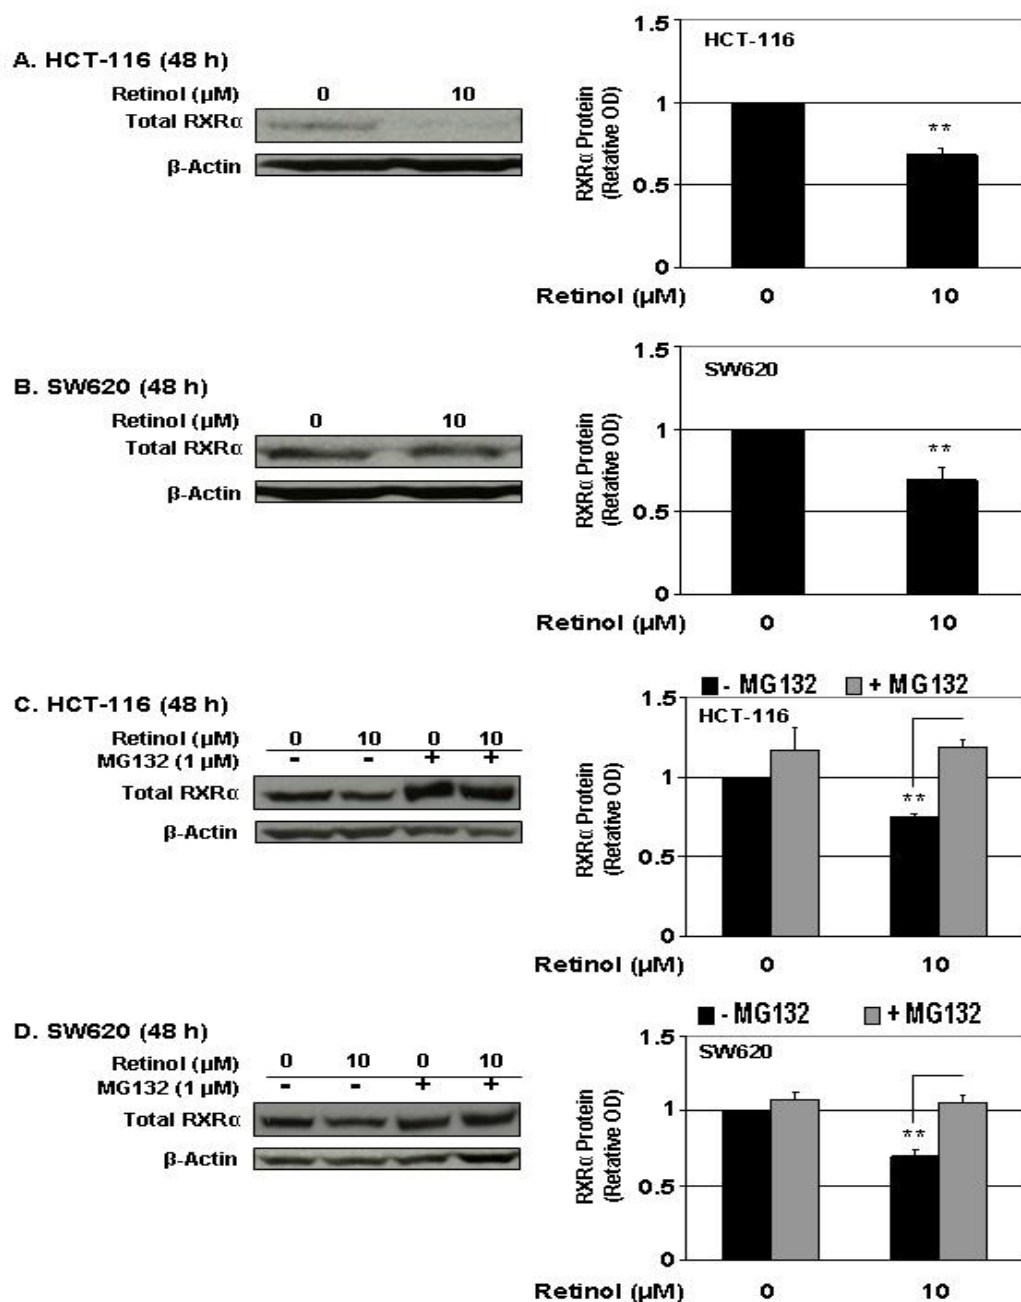 A. HCT-116 (48 h)
Retinol (μM) 0 10
Total RXRα
β-Actin
1.5
HCT-116
1
**
0.5
0
RXRα Protein
(Retative OD)
Retinol (μM) 0 10
B. SW620 (48 h)
Retinol (μM) 0 10
Total RXRα
β-Actin
1.5
SW620
1
**
0.5
0
RXRα Protein
(Retative OD)
Retinol (μM) 0 10
C. HCT-116 (48 h)
Retinol (μM) 0 10 0 10
MG132 (1 μM) - - + +
Total RXRα
β-Actin
- MG132 + MG132
1.5
HCT-116
1
**
0.5
0
RXRα Protein
(Retative OD)
Retinol (μM) 0 10
D. SW620 (48 h)
Retinol (μM) 0 10 0 10
MG132 (1 μM) - - + +
Total RXRα
β-Actin
- MG132 + MG132
1.5
SW620
1
**
0.5
0
RXRα Protein
(Retative OD)
Retinol (μM) 0 10